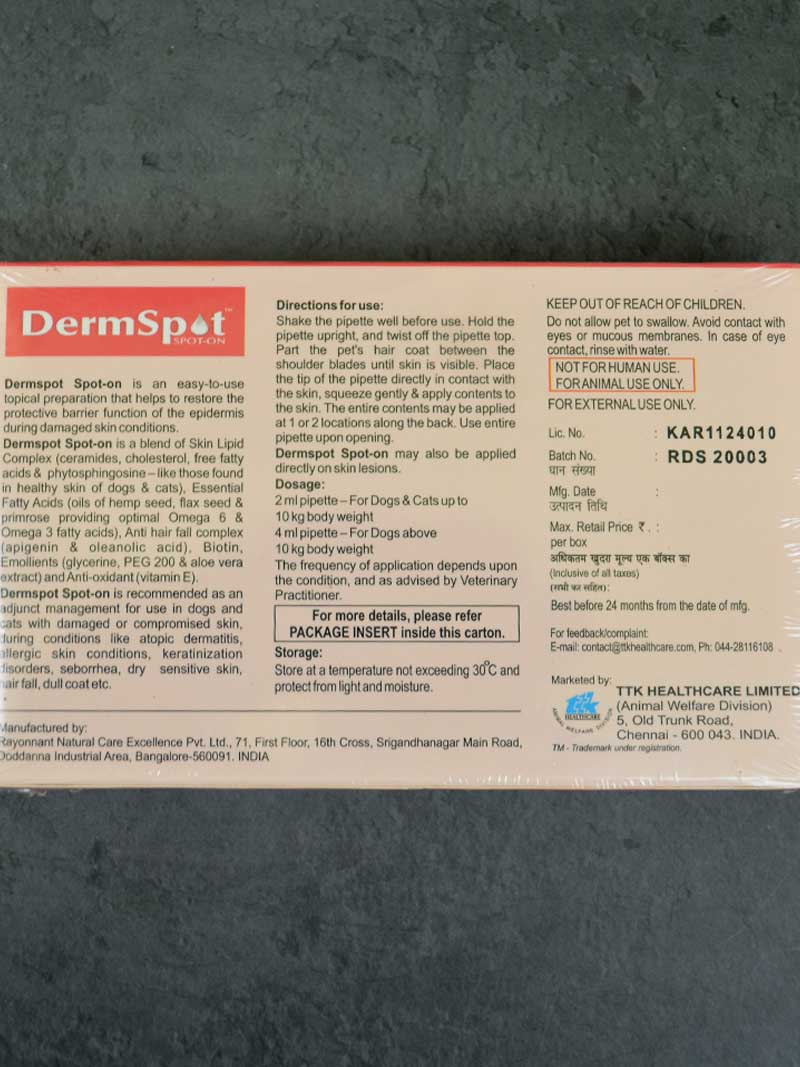 DermSpot™
SPOT-ON
Dermspot Spot-on is an easy-to-use
topical preparation that helps to restore the
protective barrier function of the epidermis
during damaged skin conditions.
Dermspot Spot-on is a blend of Skin Lipid
Complex (ceramides, cholesterol, free fatty
acids & phytosphingosine – like those found
in healthy skin of dogs & cats), Essential
Fatty Acids (oils of hemp seed, flax seed &
primrose providing optimal Omega 6 &
Omega 3 fatty acids), Anti hair fall complex
(apigenin & oleanolic acid), Biotin,
Emollients (glycerine, PEG 200 & aloe vera
extract) and Anti-oxidant (vitamin E).
Dermspot Spot-on is recommended as an
adjunct management for use in dogs and
cats with damaged or compromised skin,
during conditions like atopic dermatitis,
allergic skin conditions, keratinization
disorders, seborrhea, dry sensitive skin,
hair fall, dull coat etc.
Directions for use:
Shake the pipette well before use. Hold the
pipette upright, and twist off the pipette top.
Part the pet's hair coat between the
shoulder blades until skin is visible. Place
the tip of the pipette directly in contact with
the skin, squeeze gently & apply contents to
the skin. The entire contents may be applied
at 1 or 2 locations along the back. Use entire
pipette upon opening.
Dermspot Spot-on may also be applied
directly on skin lesions.
Dosage:
2 ml pipette – For Dogs & Cats up to
10 kg body weight
4 ml pipette – For Dogs above
10 kg body weight
The frequency of application depends upon
the condition, and as advised by Veterinary
Practitioner.
For more details, please refer
PACKAGE INSERT inside this carton.
Storage:
Store at a temperature not exceeding 30°C and
protect from light and moisture.
Manufactured by:
Rayonnant Natural Care Excellence Pvt. Ltd., 71, First Floor, 16th Cross, Srigandhanagar Main Road,
Doddanna Industrial Area, Bangalore-560091. INDIA
KEEP OUT OF REACH OF CHILDREN.
Do not allow pet to swallow. Avoid contact with
eyes or mucous membranes. In case of eye
contact, rinse with water.
NOT FOR HUMAN USE.
FOR ANIMAL USE ONLY.
FOR EXTERNAL USE ONLY.
Lic. No. : KAR1124010
Batch No. : RDS 20003
घान संख्या
Mfg. Date :
उत्पादन तिथि
Max. Retail Price ₹ . :
per box
अधिकतम खुदरा मूल्य एक बॉक्स का
(Inclusive of all taxes)
(सभी कर सहित):
Best before 24 months from the date of mfg.
For feedback/complaint:
E-mail: contact@ttkhealthcare.com, Ph: 044-28116108
Marketed by:
TTK HEALTHCARE LIMITED
(Animal Welfare Division)
5, Old Trunk Road,
Chennai - 600 043. INDIA.
ttk
HEALTHCARE
ANIMAL WELFARE DIVISION
TM - Trademark under registration.